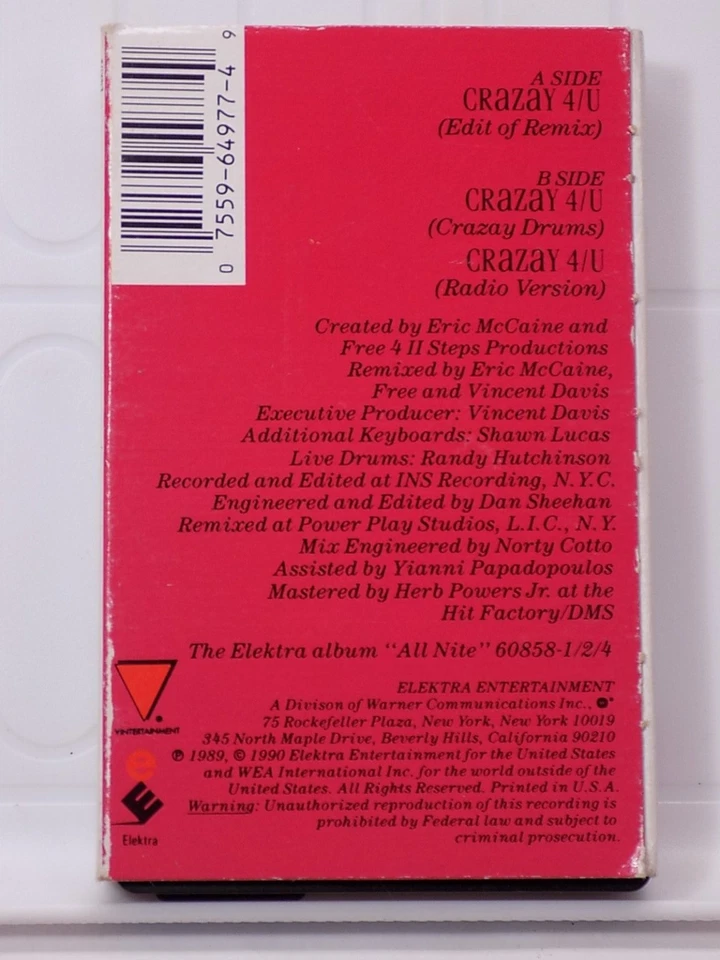 0 7559-64977-4 9
A SIDE
CRaZaY 4/U
(Edit of Remix)
B SIDE
CRaZaY 4/U
(Crazay Drums)
CRaZaY 4/U
(Radio Version)
Created by Eric McCaine and
Free 4 II Steps Productions
Remixed by Eric McCaine,
Free and Vincent Davis
Executive Producer: Vincent Davis
Additional Keyboards: Shawn Lucas
Live Drums: Randy Hutchinson
Recorded and Edited at INS Recording, N.Y.C.
Engineered and Edited by Dan Sheehan
Remixed at Power Play Studios, L.I.C., N.Y.
Mix Engineered by Norty Cotto
Assisted by Yianni Papadopoulos
Mastered by Herb Powers Jr. at the
Hit Factory/DMS
The Elektra album "All Nite" 60858-1/2/4
VINTERTAINMENT
e
E
Elektra
ELEKTRA ENTERTAINMENT
A Divison of Warner Communications Inc.,
75 Rockefeller Plaza, New York, New York 10019
345 North Maple Drive, Beverly Hills, California 90210
℗ 1989, © 1990 Elektra Entertainment for the United States
and WEA International Inc. for the world outside of the
United States. All Rights Reserved. Printed in U.S.A.
Warning: Unauthorized reproduction of this recording is
prohibited by Federal law and subject to
criminal prosecution.